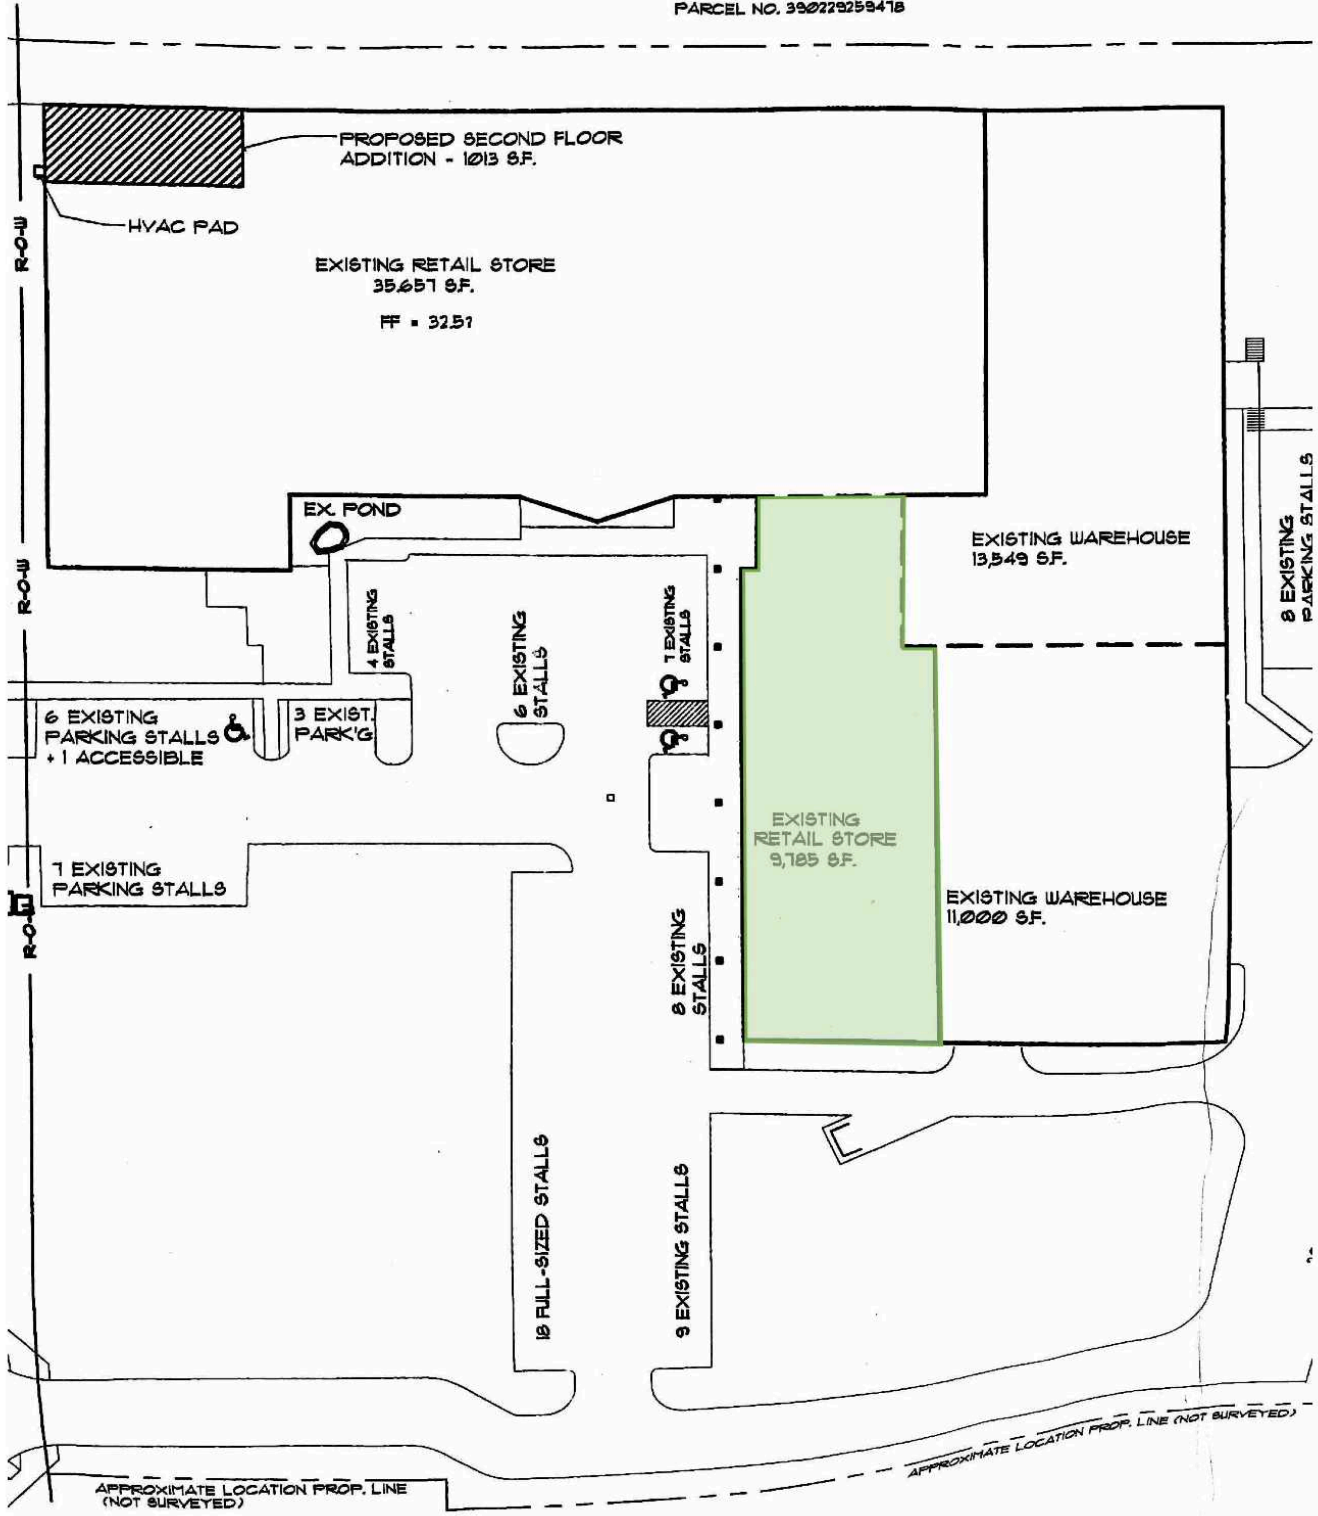 PARCEL NO. 390229259478
PROPOSED SECOND FLOOR
ADDITION - 1013 S.F.
HVAC PAD
R-O-W
EXISTING RETAIL STORE
35,657 S.F.
FF = 32.57
EX. POND
EXISTING WAREHOUSE
13,549 S.F.
8 EXISTING
PARKING STALLS
R-O-W
4 EXISTING
STALLS
6 EXISTING
STALLS
7 EXISTING
STALLS
6 EXISTING
PARKING STALLS
+ 1 ACCESSIBLE
3 EXIST.
PARK'G
EXISTING
RETAIL STORE
9,785 S.F.
7 EXISTING
PARKING STALLS
R-O-W
EXISTING WAREHOUSE
11,000 S.F.
8 EXISTING
STALLS
18 FULL-SIZED STALLS
9 EXISTING STALLS
APPROXIMATE LOCATION PROP. LINE (NOT SURVEYED)
APPROXIMATE LOCATION PROP. LINE
(NOT SURVEYED)